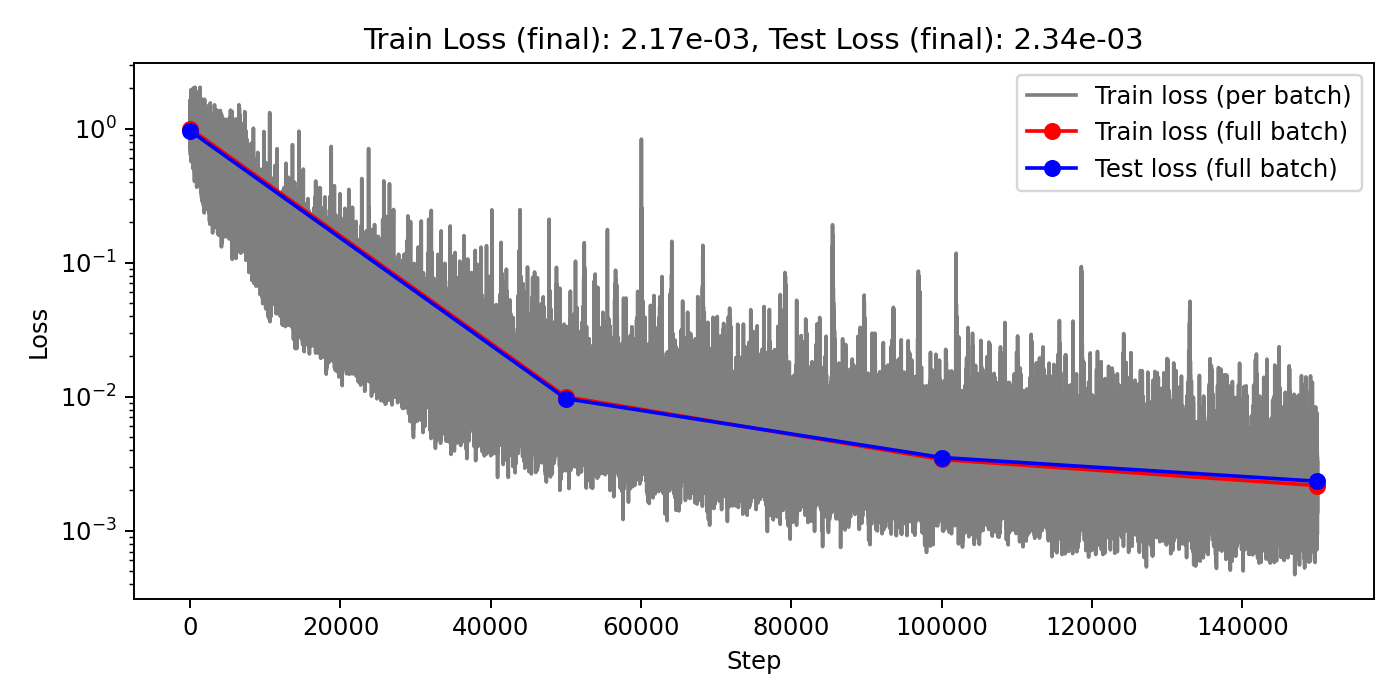 Train Loss (final): 2.17e-03, Test Loss (final): 2.34e-03
Train loss (per batch)
Train loss (full batch)
Test loss (full batch)
Loss
10⁰
10⁻¹
10⁻²
10⁻³
0 20000 40000 60000 80000 100000 120000 140000
Step